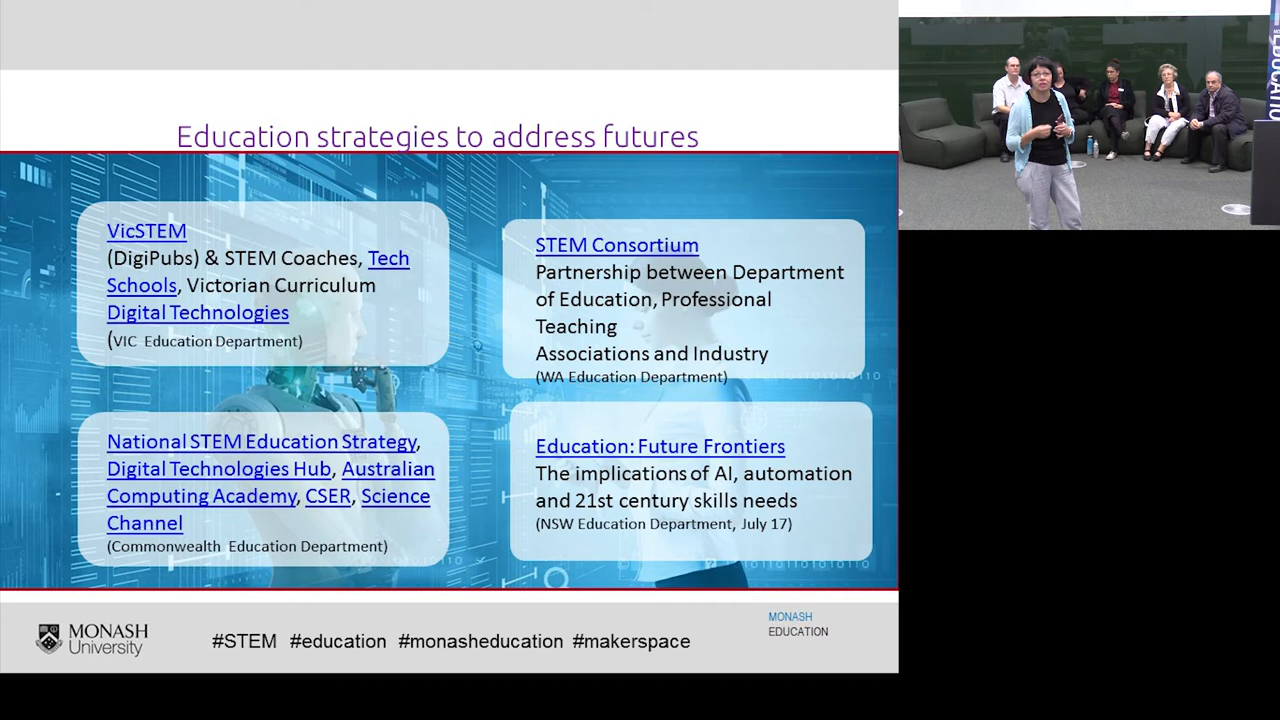 Education strategies to address futures
VicSTEM
(DigiPubs) & STEM Coaches, Tech
Schools, Victorian Curriculum
Digital Technologies
(VIC Education Department)
STEM Consortium
Partnership between Department
of Education, Professional
Teaching
Associations and Industry
(WA Education Department)
National STEM Education Strategy,
Digital Technologies Hub, Australian
Computing Academy, CSER, Science
Channel
(Commonwealth Education Department)
Education: Future Frontiers
The implications of AI, automation
and 21st century skills needs
(NSW Education Department, July 17)
MONASH
University
#STEM #education #monasheducation #makerspace
MONASH
EDUCATION